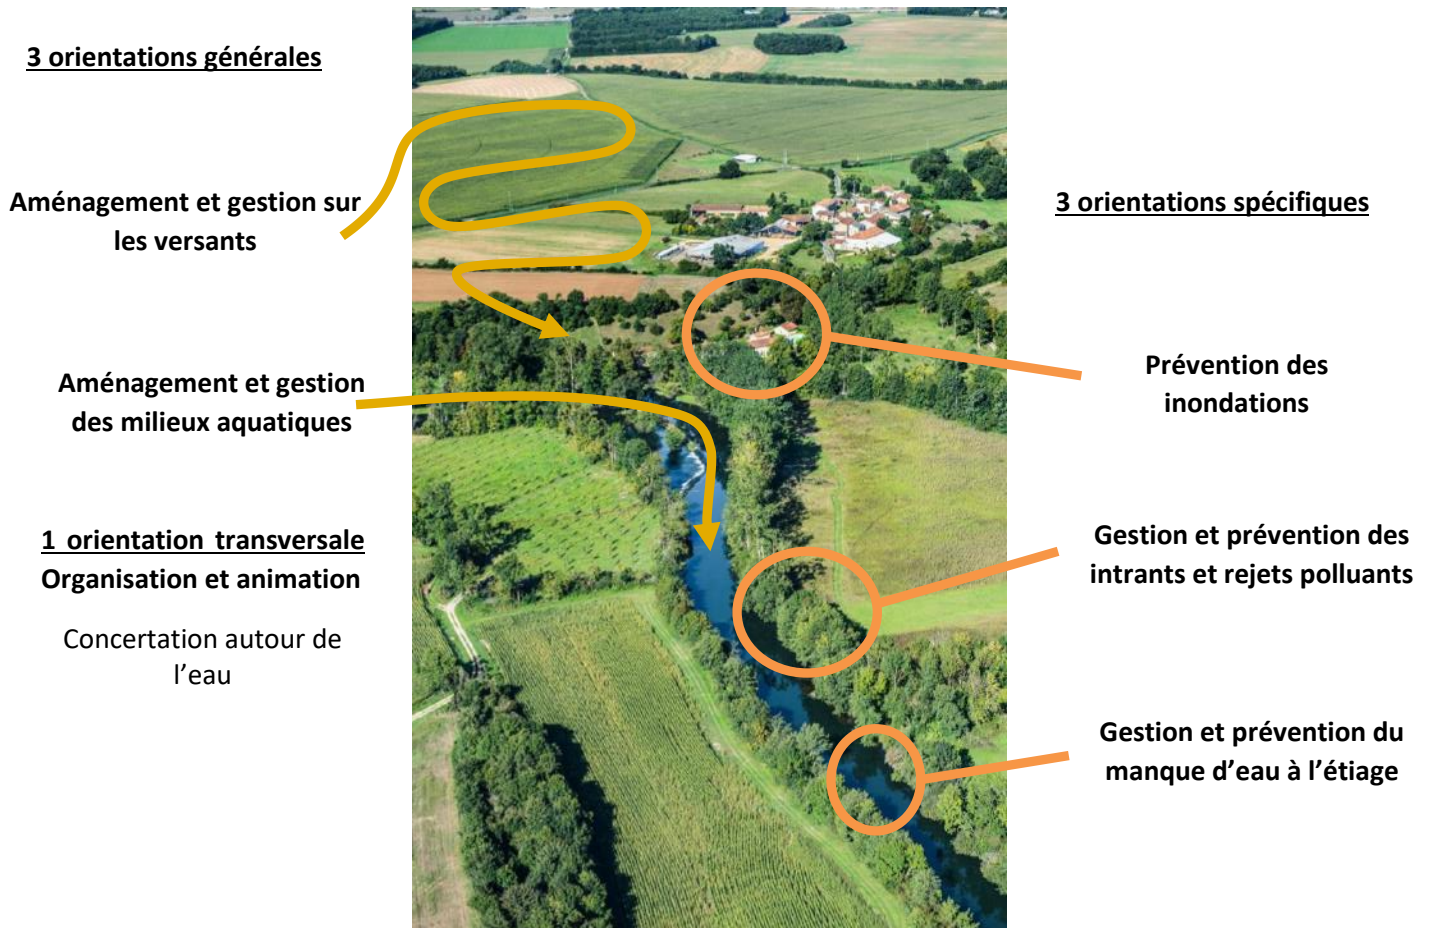 3 orientations générales
Aménagement et gestion sur
les versants
Aménagement et gestion
des milieux aquatiques
1 orientation transversale
Organisation et animation
Concertation autour de
l’eau
3 orientations spécifiques
Prévention des
inondations
Gestion et prévention des
intrants et rejets polluants
Gestion et prévention du
manque d’eau à l’étiage